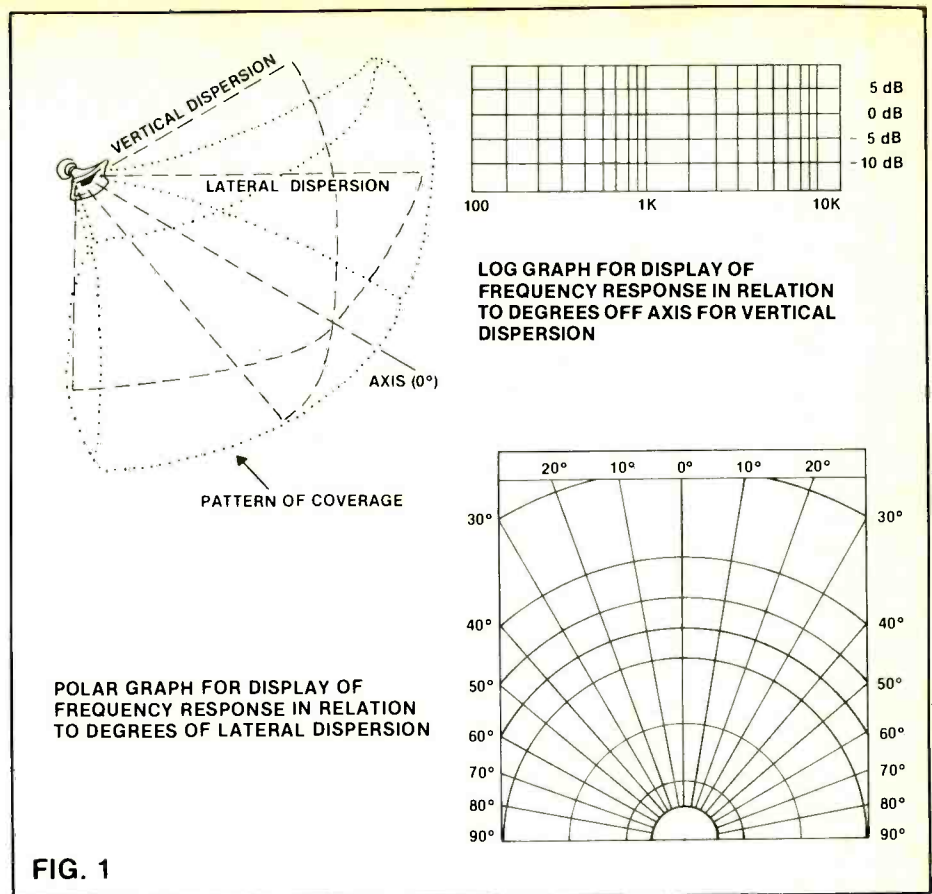 VERTICAL DISPERSION
LATERAL DISPERSION
AXIS (0°)
PATTERN OF COVERAGE
5 dB
0 dB
- 5 dB
- 10 dB
100 1K 10K
LOG GRAPH FOR DISPLAY OF
FREQUENCY RESPONSE IN RELATION
TO DEGREES OFF AXIS FOR VERTICAL
DISPERSION
POLAR GRAPH FOR DISPLAY OF
FREQUENCY RESPONSE IN RELATION
TO DEGREES OF LATERAL DISPERSION
20° 10° 0° 10° 20°
30° 30°
40° 40°
50° 50°
60° 60°
70° 70°
80° 80°
90° 90°
FIG. 1